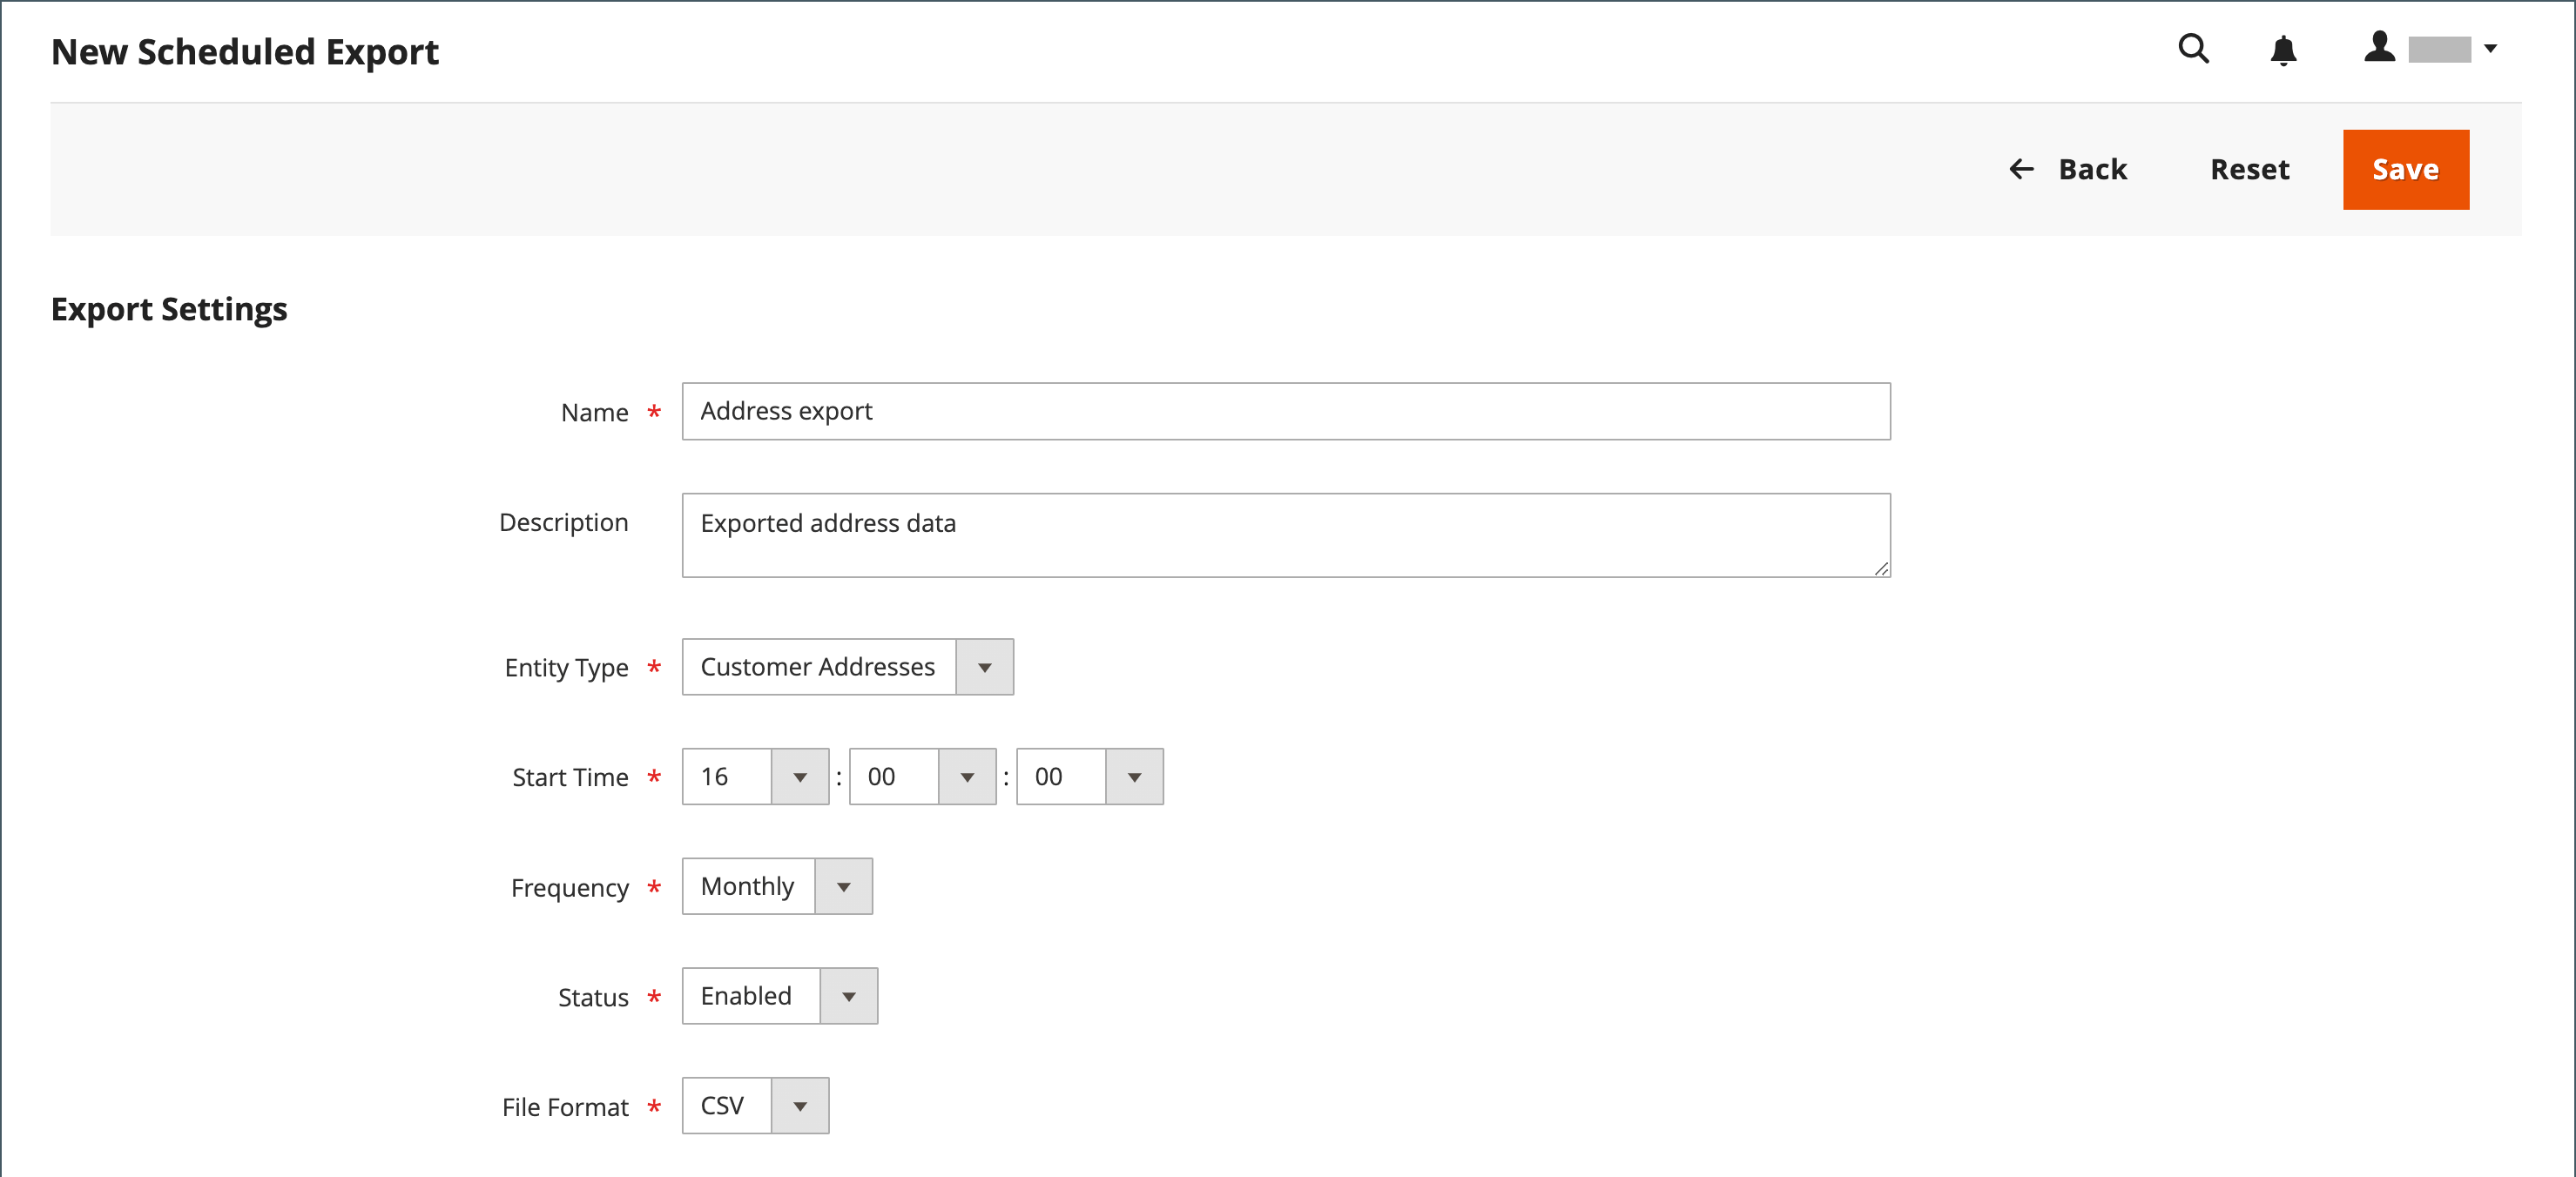 New Scheduled Export
Back Reset Save
Export Settings
Name * Address export
Description Exported address data
Entity Type * Customer Addresses
Start Time * 16 : 00 : 00
Frequency * Monthly
Status * Enabled
File Format * CSV